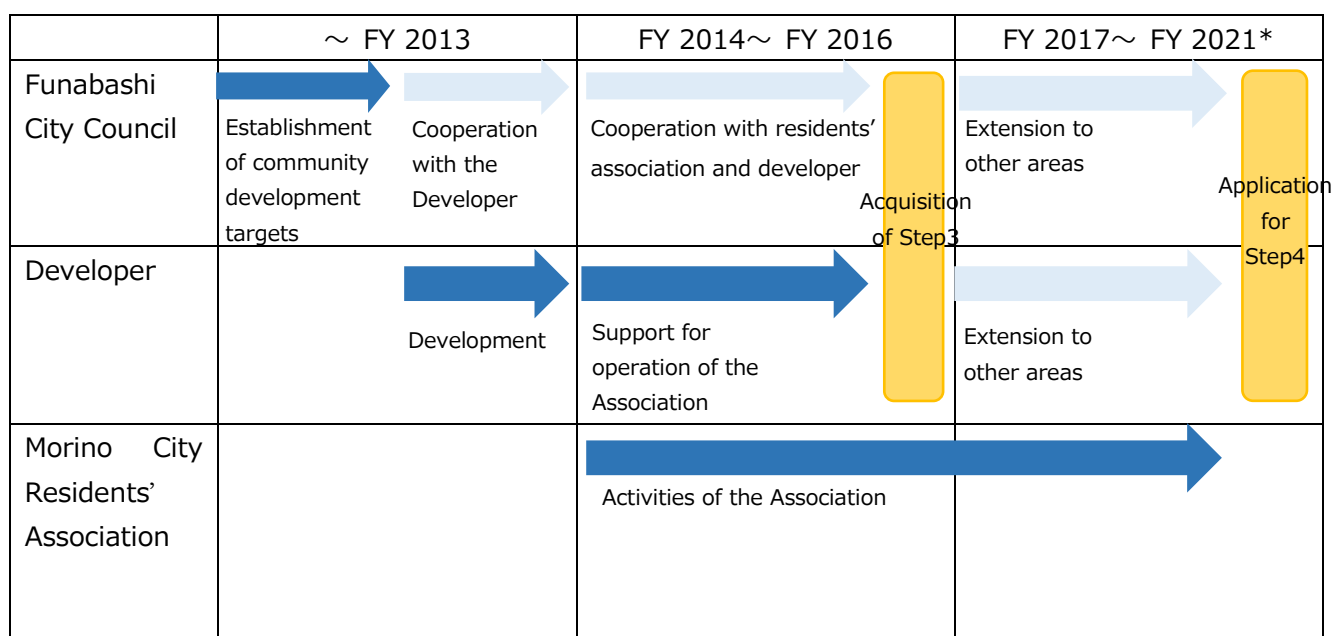 ～ FY 2013
FY 2014～ FY 2016
FY 2017～ FY 2021*
Funabashi
City Council
Establishment
of community
development
targets
Cooperation
with the
Developer
Cooperation with residents’
association and developer
Acquisition
of Step3
Extension to
other areas
Application
for
Step4
Developer
Development
Support for
operation of the
Association
Extension to
other areas
Morino City
Residents’
Association
Activities of the Association